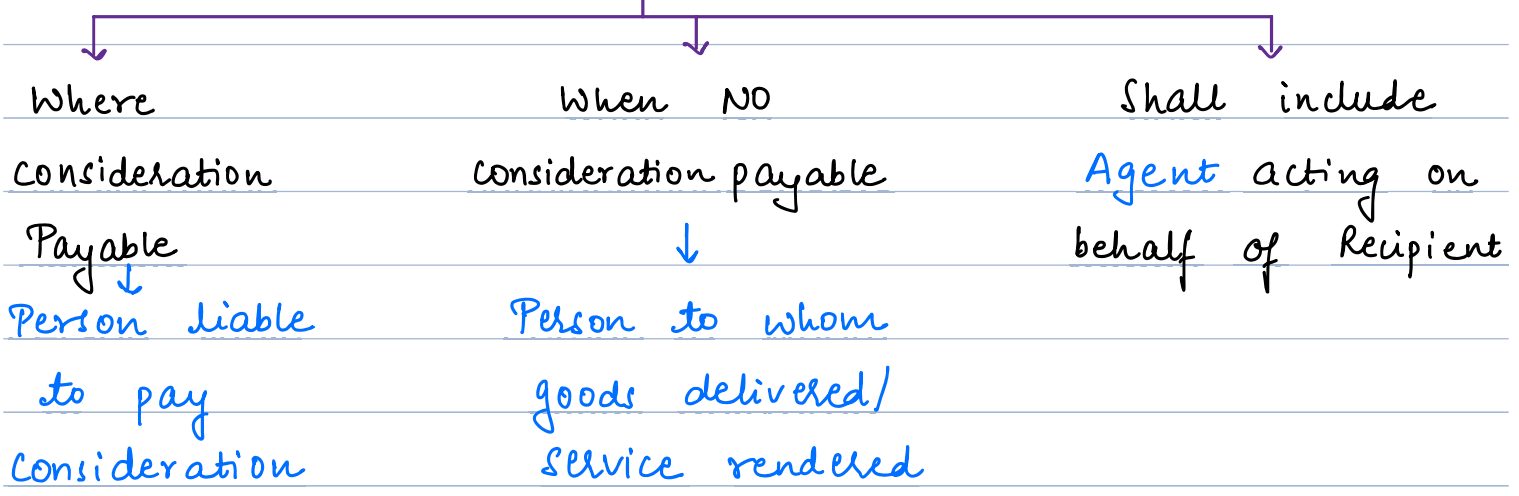 Where
consideration
Payable
Person liable
to pay
consideration
When NO
consideration payable
Person to whom
goods delivered/
service rendered
Shall include
Agent acting on
behalf of Recipient